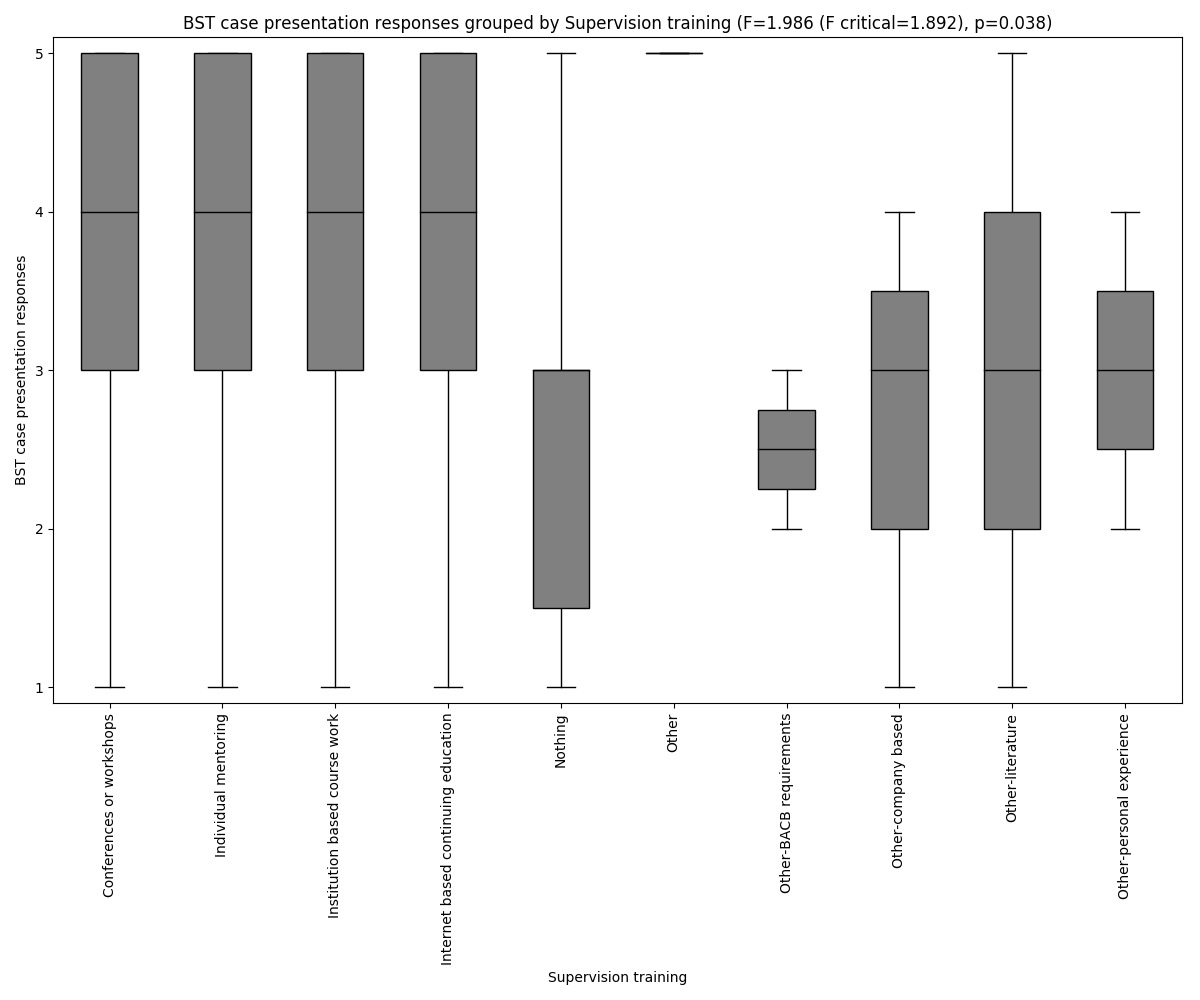 BST case presentation responses grouped by Supervision training (F=1.986 (F critical=1.892), p=0.038)
BST case presentation responses
5
4
3
2
1
Conferences or workshops
Individual mentoring
Institution based course work
Internet based continuing education
Nothing
Other
Other-BACB requirements
Other-company based
Other-literature
Other-personal experience
Supervision training